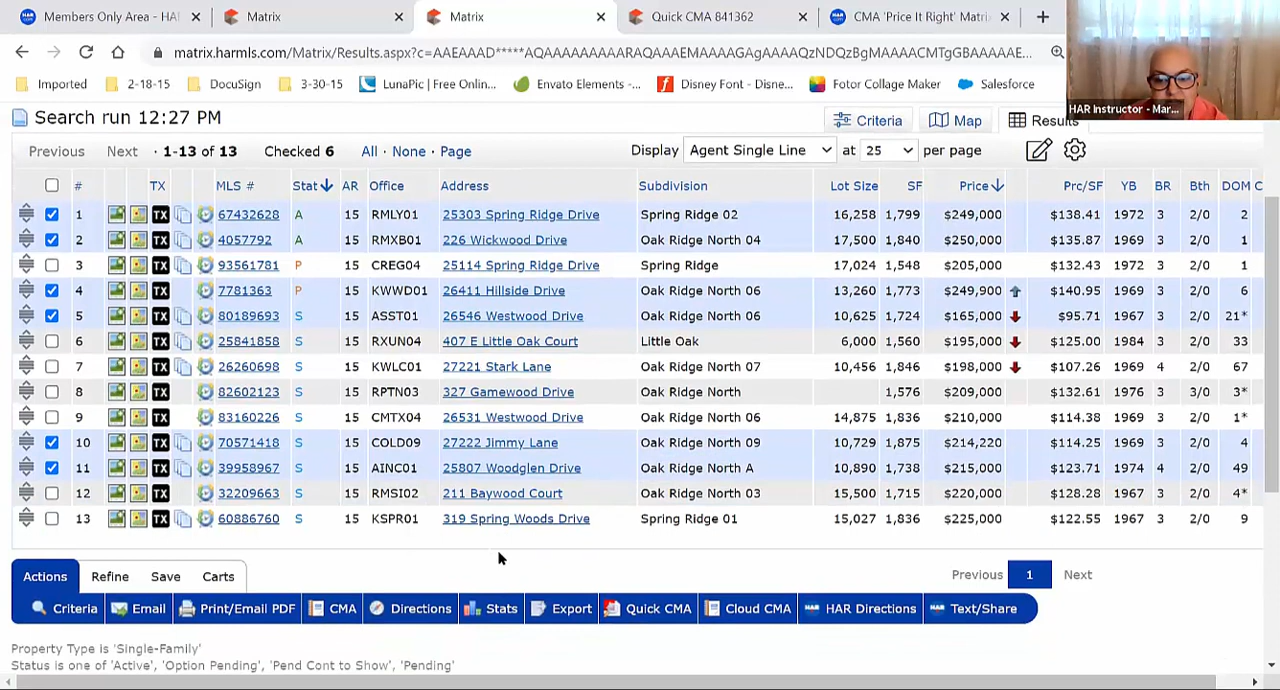 Members Only Area - HA
Matrix
Matrix
Quick CMA 811362
CMA 'Price It Right' Matri
matrix.harmls.com/Matrix/Results.aspx?c=AAEAAAD*****AQAAAAAAAAARAQAAAEMAAAAGAgAAAAQzNDQzBgMAAAACMTgGBAAAAAE...
Imported 2-18-15 DocuSign 3-30-15 LunaPic | Free Onl... Envato Elements -... Disney Font - Disne... Fotor Collage Maker Salesforce
HAR Instructor - Mar...
Search run 12:27 PM
Criteria Map Results
Previous Next · 1-13 of 13 Checked 6 All · None · Page Display Agent Single Line at 25 per page
# TX MLS # Stat AR Office Address Subdivision Lot Size SF Price Prc/SF YB BR Bth DOM C
1 TX 67432628 A 15 RMLY01 25303 Spring Ridge Drive Spring Ridge 02 16,258 1,799 $249,000 $138.41 1972 3 2/0 2
2 TX 4057792 A 15 RMXB01 226 Wickwood Drive Oak Ridge North 04 17,500 1,840 $250,000 $135.87 1969 3 2/0 1
3 TX 93561781 P 15 CREG04 25114 Spring Ridge Drive Spring Ridge 17,024 1,548 $205,000 $132.43 1972 3 2/0 1
4 TX 7781363 P 15 KWWD01 26411 Hillside Drive Oak Ridge North 06 13,260 1,773 $249,900 $140.95 1969 3 2/0 6
5 TX 80189693 S 15 ASST01 26546 Westwood Drive Oak Ridge North 06 10,625 1,724 $165,000 $95.71 1967 3 2/0 21*
6 TX 25841858 S 15 RXUN04 407 E Little Oak Court Little Oak 6,000 1,560 $195,000 $125.00 1984 3 2/0 33
7 TX 26260698 S 15 KWLC01 27221 Stark Lane Oak Ridge North 07 10,456 1,846 $198,000 $107.26 1969 4 2/0 67
8 TX 82602223 S 15 RPTN03 327 Gamewood Drive Oak Ridge North 1,576 $209,000 $132.61 1976 3 3/0 3*
9 TX 83160226 S 15 CMTX04 26531 Westwood Drive Oak Ridge North 06 14,875 1,836 $210,000 $114.38 1969 3 2/0 1*
10 TX 70571418 S 15 COLD09 27222 Jimmy Lane Oak Ridge North 09 10,729 1,875 $214,220 $114.25 1969 3 2/0 4
11 TX 39958967 S 15 AINC01 25807 Woodglen Drive Oak Ridge North A 10,890 1,738 $215,000 $123.71 1974 4 2/0 49
12 TX 32209663 S 15 RMSI02 211 Baywood Court Oak Ridge North 03 15,500 1,715 $220,000 $128.28 1967 3 2/0 4*
13 TX 60886760 S 15 KSPR01 319 Spring Woods Drive Spring Ridge 01 15,027 1,836 $225,000 $122.55 1967 3 2/0 9
Actions Refine Save Carts Previous 1 Next
Criteria Email Print/Email PDF CMA Directions Stats Export Quick CMA Cloud CMA HAR Directions Text/Share
Property Type is 'Single-Family'
Status is one of 'Active', 'Option Pending', 'Pend Cont to Show', 'Pending'